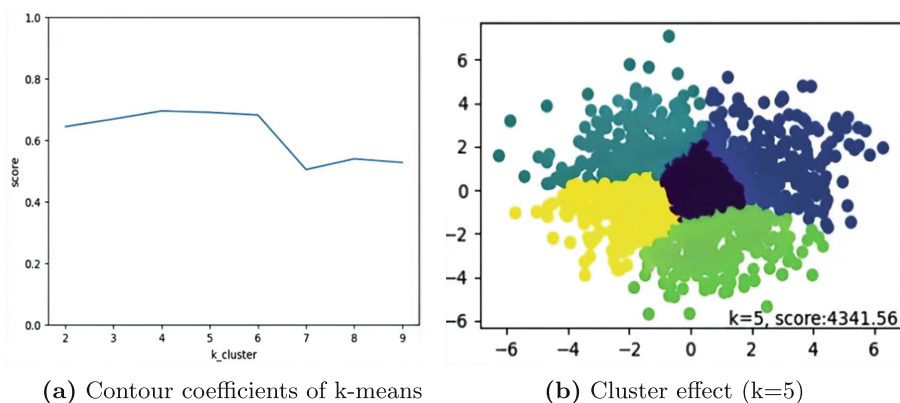 1.0
0.8
0.6
0.4
0.2
0.0
score
2 3 4 5 6 7 8 9
k_cluster
6
4
2
0
−2
−4
−6
k=5, score:4341.56
−6 −4 −2 0 2 4 6
(a) Contour coefficients of k-means
(b) Cluster effect (k=5)